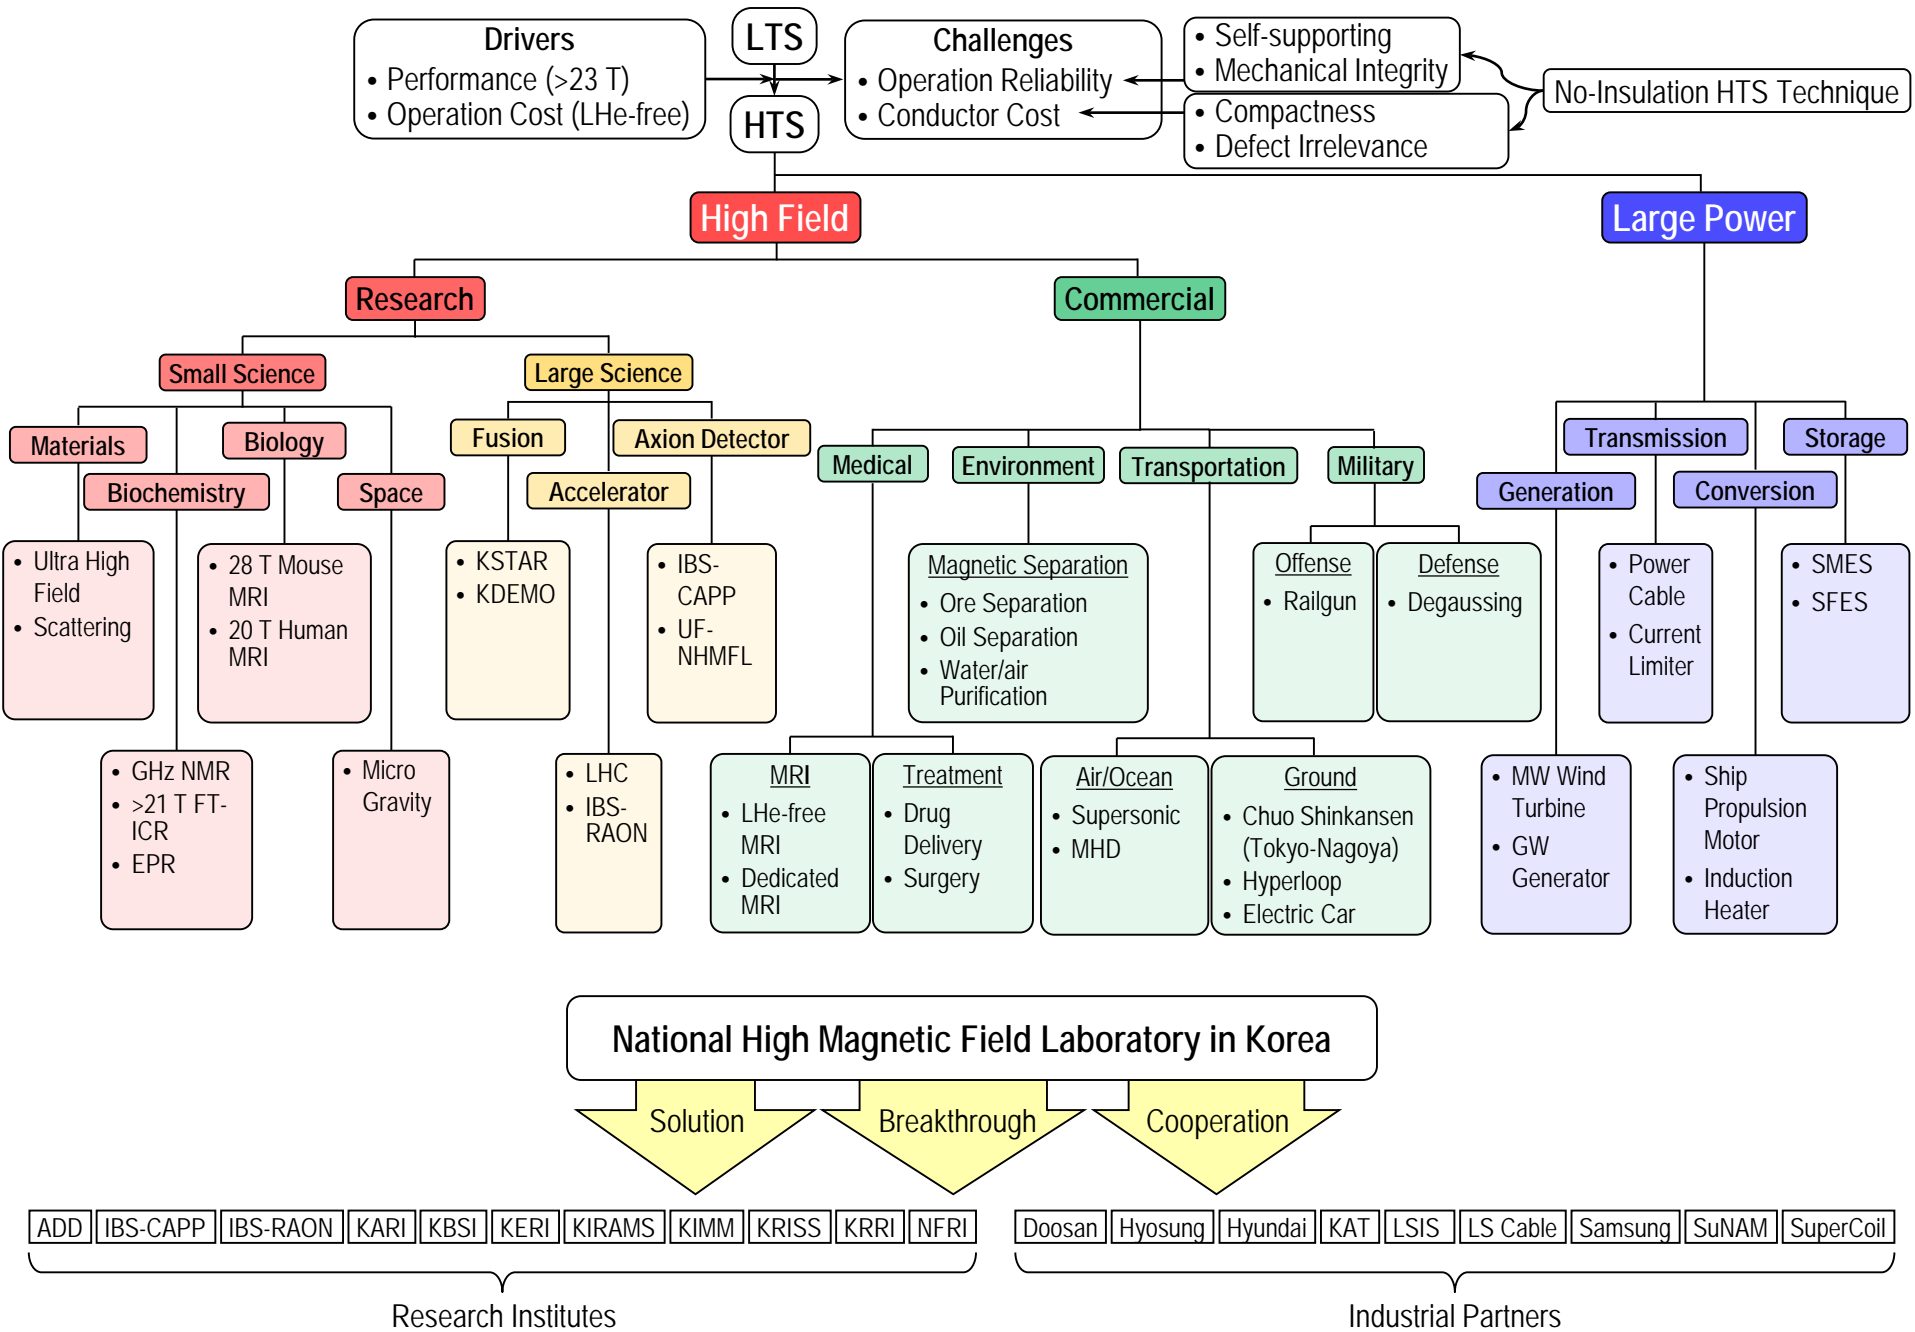 Drivers
• Performance (>23 T)
• Operation Cost (LHe-free)
LTS
HTS
Challenges
• Operation Reliability
• Conductor Cost
• Self-supporting
• Mechanical Integrity
• Compactness
• Defect Irrelevance
No-Insulation HTS Technique
High Field
Large Power
Research
Commercial
Small Science
Large Science
Materials
Biochemistry
Biology
Space
Fusion
Accelerator
Axion Detector
Medical
Environment
Transportation
Military
Generation
Transmission
Conversion
Storage
• Ultra High
Field
• Scattering
• 28 T Mouse
MRI
• 20 T Human
MRI
• KSTAR
• KDEMO
• IBS-
CAPP
• UF-
NHMFL
Magnetic Separation
• Ore Separation
• Oil Separation
• Water/air
Purification
Offense
• Railgun
Defense
• Degaussing
• Power
Cable
• Current
Limiter
• SMES
• SFES
• GHz NMR
• >21 T FT-
ICR
• EPR
• Micro
Gravity
• LHC
• IBS-
RAON
MRI
• LHe-free
MRI
• Dedicated
MRI
Treatment
• Drug
Delivery
• Surgery
Air/Ocean
• Supersonic
• MHD
Ground
• Chuo Shinkansen
(Tokyo-Nagoya)
• Hyperloop
• Electric Car
• MW Wind
Turbine
• GW
Generator
• Ship
Propulsion
Motor
• Induction
Heater
National High Magnetic Field Laboratory in Korea
Solution
Breakthrough
Cooperation
ADD IBS-CAPP IBS-RAON KARI KBSI KERI KIRAMS KIMM KRISS KRRI NFRI
Doosan Hyosung Hyundai KAT LSIS LS Cable Samsung SuNAM SuperCoil
Research Institutes
Industrial Partners